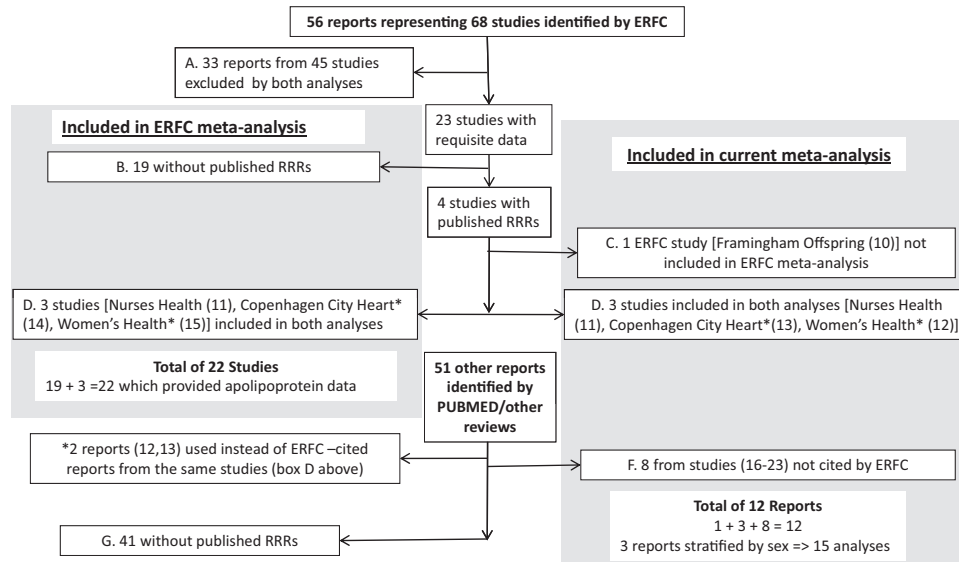 56 reports representing 68 studies identified by ERFC
A. 33 reports from 45 studies
excluded by both analyses
Included in ERFC meta-analysis
23 studies with
requisite data
Included in current meta-analysis
B. 19 without published RRRs
4 studies with
published RRRs
C. 1 ERFC study [Framingham Offspring (10)] not
included in ERFC meta-analysis
D. 3 studies [Nurses Health (11), Copenhagen City Heart*
(14), Women's Health* (15)] included in both analyses
D. 3 studies included in both analyses [Nurses Health
(11), Copenhagen City Heart*(13), Women's Health* (12)]
Total of 22 Studies
19 + 3 =22 which provided apolipoprotein data
51 other reports
identified by
PUBMED/other
reviews
*2 reports (12,13) used instead of ERFC –cited
reports from the same studies (box D above)
F. 8 from studies (16-23) not cited by ERFC
Total of 12 Reports
1 + 3 + 8 = 12
3 reports stratified by sex => 15 analyses
G. 41 without published RRRs